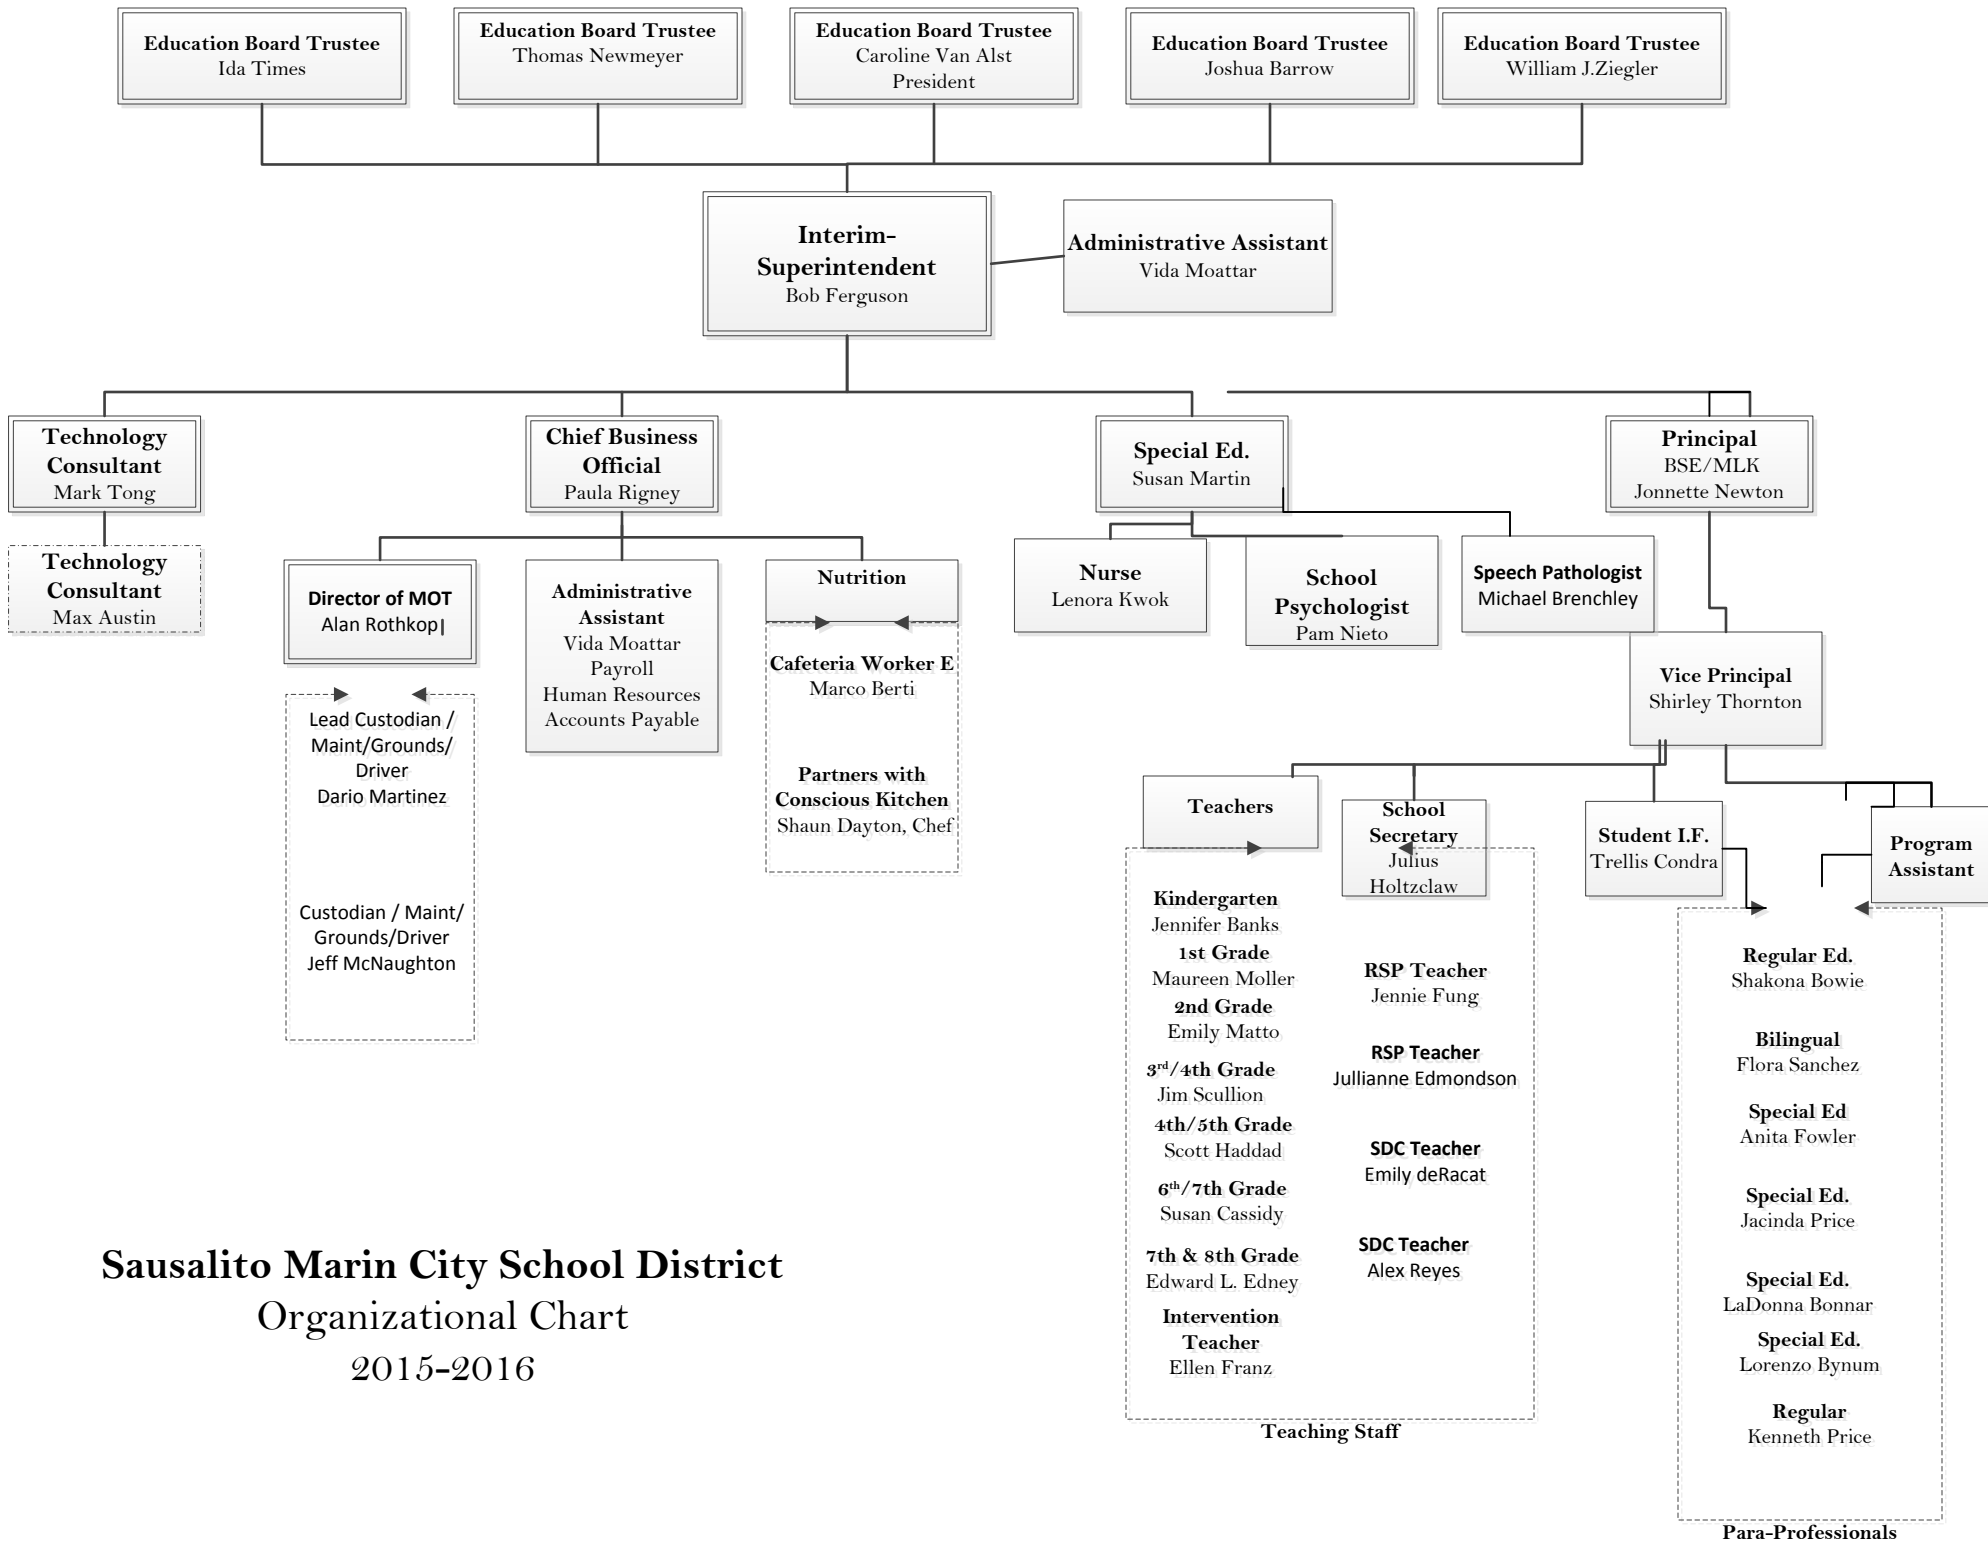 Education Board Trustee
Ida Times
Education Board Trustee
Thomas Newmeyer
Education Board Trustee
Caroline Van Alst
President
Education Board Trustee
Joshua Barrow
Education Board Trustee
William J.Ziegler
Interim-
Superintendent
Bob Ferguson
Administrative Assistant
Vida Moattar
Technology
Consultant
Mark Tong
Chief Business
Official
Paula Rigney
Special Ed.
Susan Martin
Principal
BSE/MLK
Jonnette Newton
Technology
Consultant
Max Austin
Director of MOT
Alan Rothkop|
Administrative
Assistant
Vida Moattar
Payroll
Human Resources
Accounts Payable
Nutrition
Nurse
Lenora Kwok
School
Psychologist
Pam Nieto
Speech Pathologist
Michael Brenchley
Cafeteria Worker E
Marco Berti
Partners with
Conscious Kitchen
Shaun Dayton, Chef
Lead Custodian /
Maint/Grounds/
Driver
Dario Martinez
Custodian / Maint/
Grounds/Driver
Jeff McNaughton
Vice Principal
Shirley Thornton
Teachers
School
Secretary
Julius
Holtzclaw
Student I.F.
Trellis Condra
Program
Assistant
Kindergarten
Jennifer Banks
1st Grade
Maureen Moller
2nd Grade
Emily Matto
3rd/4th Grade
Jim Scullion
4th/5th Grade
Scott Haddad
6th/7th Grade
Susan Cassidy
7th & 8th Grade
Edward L. Edney
Intervention
Teacher
Ellen Franz
RSP Teacher
Jennie Fung
RSP Teacher
Jullianne Edmondson
SDC Teacher
Emily deRacat
SDC Teacher
Alex Reyes
Teaching Staff
Regular Ed.
Shakona Bowie
Bilingual
Flora Sanchez
Special Ed
Anita Fowler
Special Ed.
Jacinda Price
Special Ed.
LaDonna Bonnar
Special Ed.
Lorenzo Bynum
Regular
Kenneth Price
Para-Professionals
Sausalito Marin City School District
Organizational Chart
2015-2016